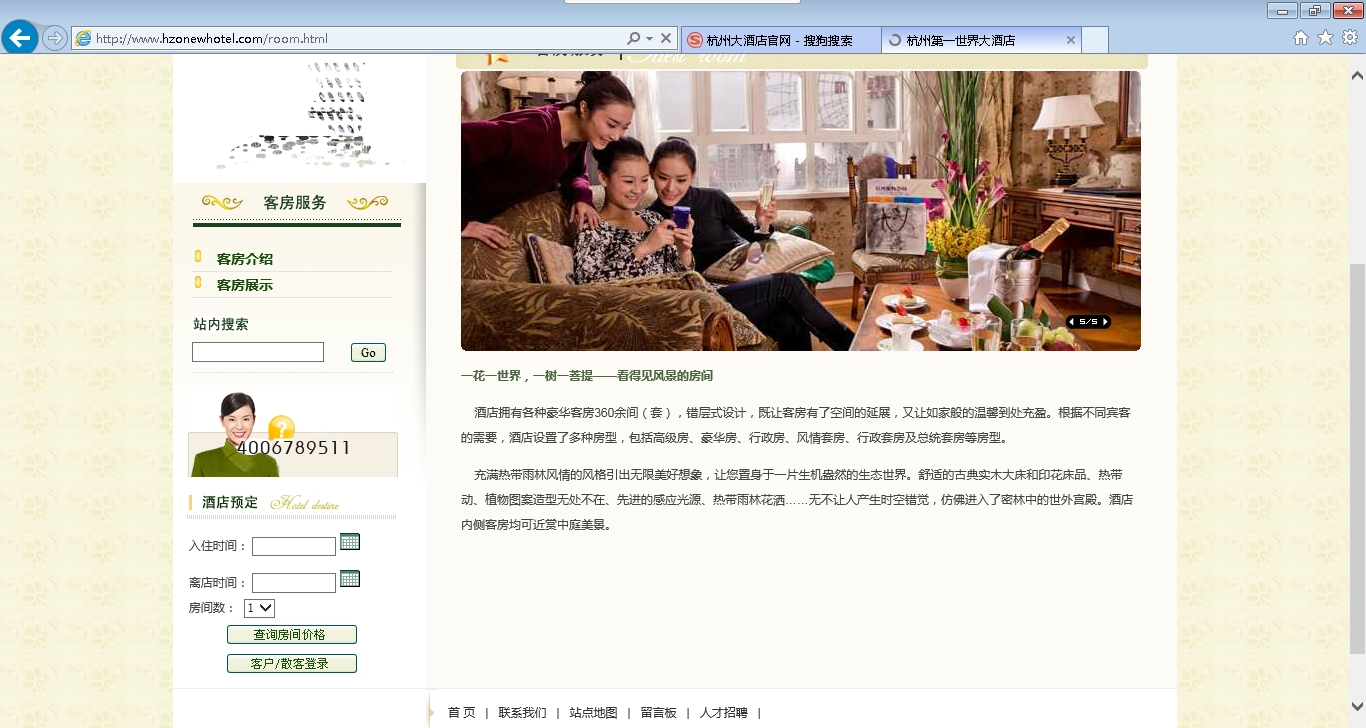 http://www.hzonewhotel.com/room.html
杭州大酒店官网 - 搜狗搜索
杭州第一世界大酒店
客房服务
客房介绍
客房展示
站内搜索
Go
4006789511
酒店预定 Hotel destine
入住时间：
离店时间：
房间数： 1
查询房间价格
客户/散客登录
Guest room
5/5
一花一世界，一树一菩提——看得见风景的房间
酒店拥有各种豪华客房360余间（套），错层式设计，既让客房有了空间的延展，又让如家般的温馨到处充盈。根据不同宾客
的需要，酒店设置了多种房型，包括高级房、豪华房、行政房、风情套房、行政套房及总统套房等房型。
充满热带雨林风情的风格引出无限美好想象，让您置身于一片生机盎然的生态世界。舒适的古典实木大床和印花床品、热带
动、植物图案造型无处不在、先进的感应光源、热带雨林花洒……无不让人产生时空错觉，仿佛进入了密林中的世外宫殿。酒店
内侧客房均可近赏中庭美景。
首 页 | 联系我们 | 站点地图 | 留言板 | 人才招聘 |